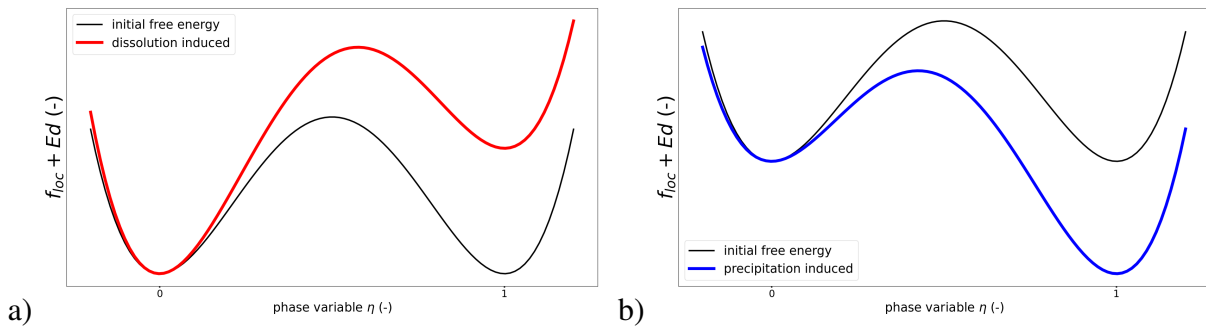 initial free energy
dissolution induced
f_loc + Ed (-)
0
1
phase variable η (-)
a)
initial free energy
precipitation induced
f_loc + Ed (-)
0
1
phase variable η (-)
b)